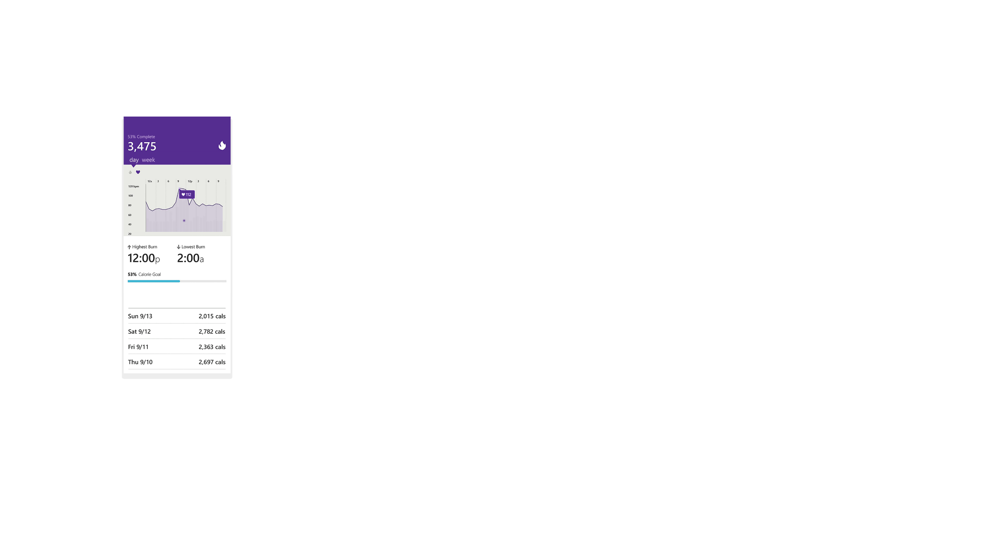 53% Complete
3,475
day week
12a 3 6 9 12p 3 6 9
120 bpm
112
100
80
60
40
20
Highest Burn Lowest Burn
12:00p 2:00a
53% Calorie Goal
Sun 9/13 2,015 cals
Sat 9/12 2,782 cals
Fri 9/11 2,363 cals
Thu 9/10 2,697 cals